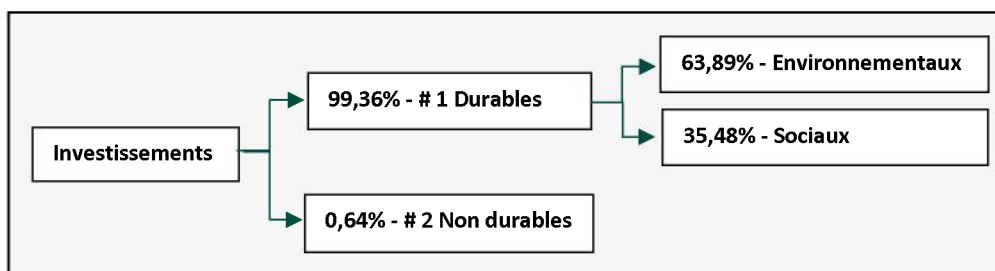 Investissements
99,36% - # 1 Durables
0,64% - # 2 Non durables
63,89% - Environnementaux
35,48% - Sociaux